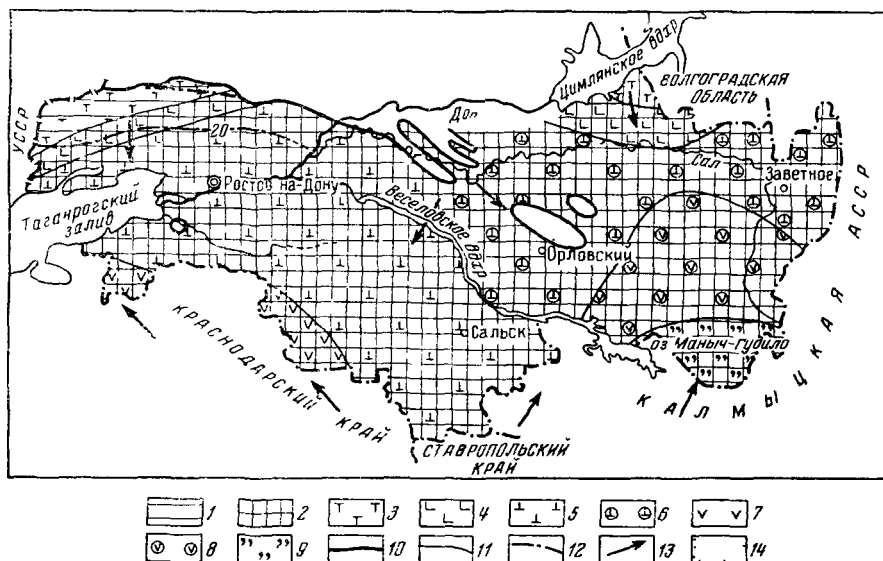 Цимлянское вдхр
ВОЛГОГРАДСКАЯ
ОБЛАСТЬ
УССР
20
Дон
Сал
Заветное
Ростов-на-Дону
Таганрогский
залив
Веселовское вдхр
Орловский
АССР
Сальск
оз Маныч-Гудило
КРАСНОДАРСКИЙ
КРАЙ
КАЛМЫЦКАЯ
СТАВРОПОЛЬСКИЙ
КРАЙ
1 2 3 4 5 6 7
8 9 10 11 12 13 14